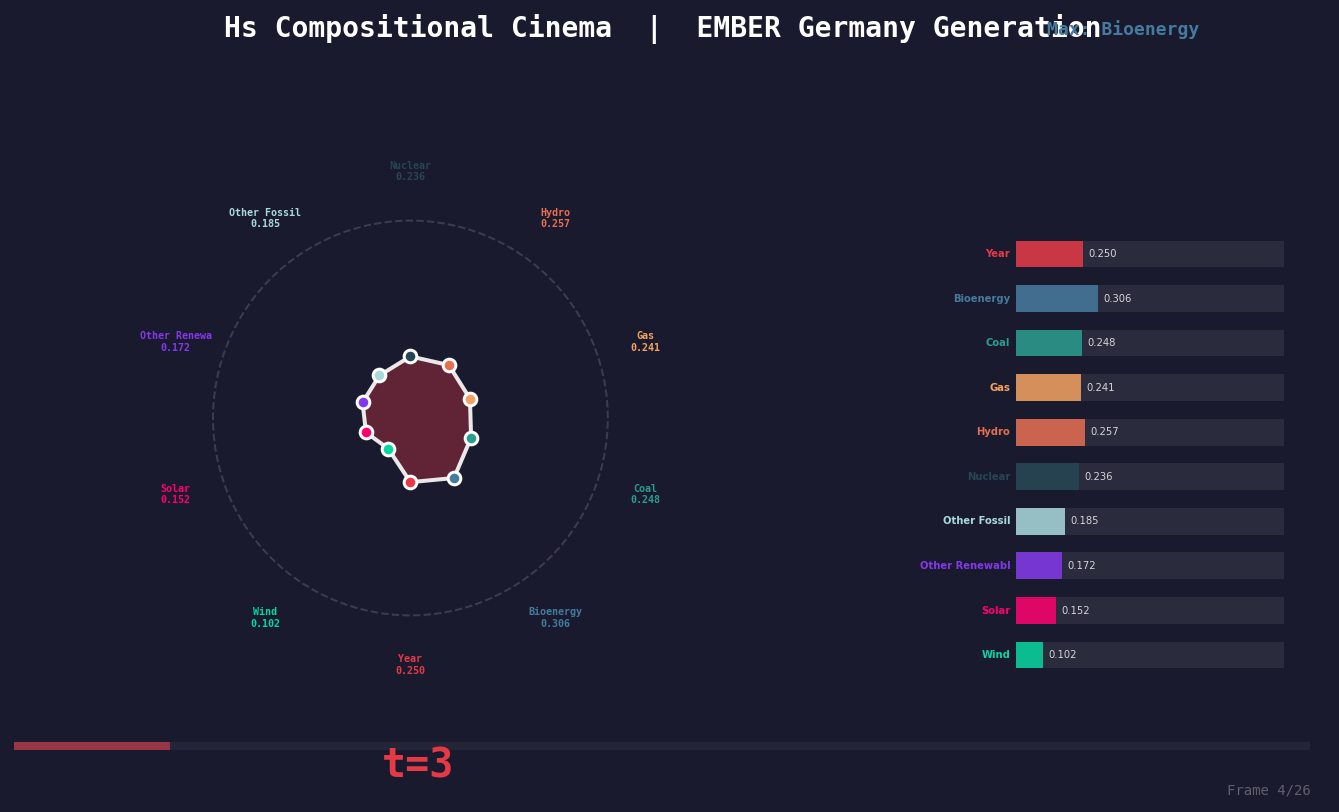 Hs Compositional Cinema | EMBER Germany Generation
Max: Bioenergy
Nuclear
0.236
Other Fossil
0.185
Hydro
0.257
Other Renewa
0.172
Gas
0.241
Solar
0.152
Coal
0.248
Wind
0.102
Bioenergy
0.306
Year
0.250
Year 0.250
Bioenergy 0.306
Coal 0.248
Gas 0.241
Hydro 0.257
Nuclear 0.236
Other Fossil 0.185
Other Renewabl 0.172
Solar 0.152
Wind 0.102
t=3
Frame 4/26